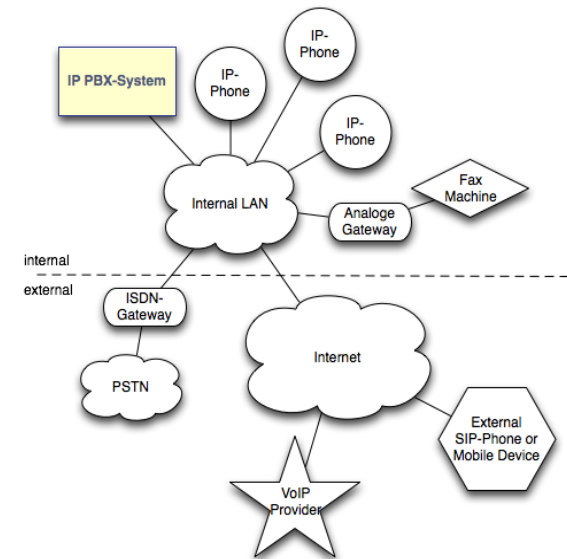 IP-
Phone
IP-
Phone
IP PBX-System
IP-
Phone
Internal LAN
Fax
Machine
Analoge
Gateway
internal
external
ISDN-
Gateway
Internet
PSTN
External
SIP-Phone or
Mobile Device
VoIP
Provider